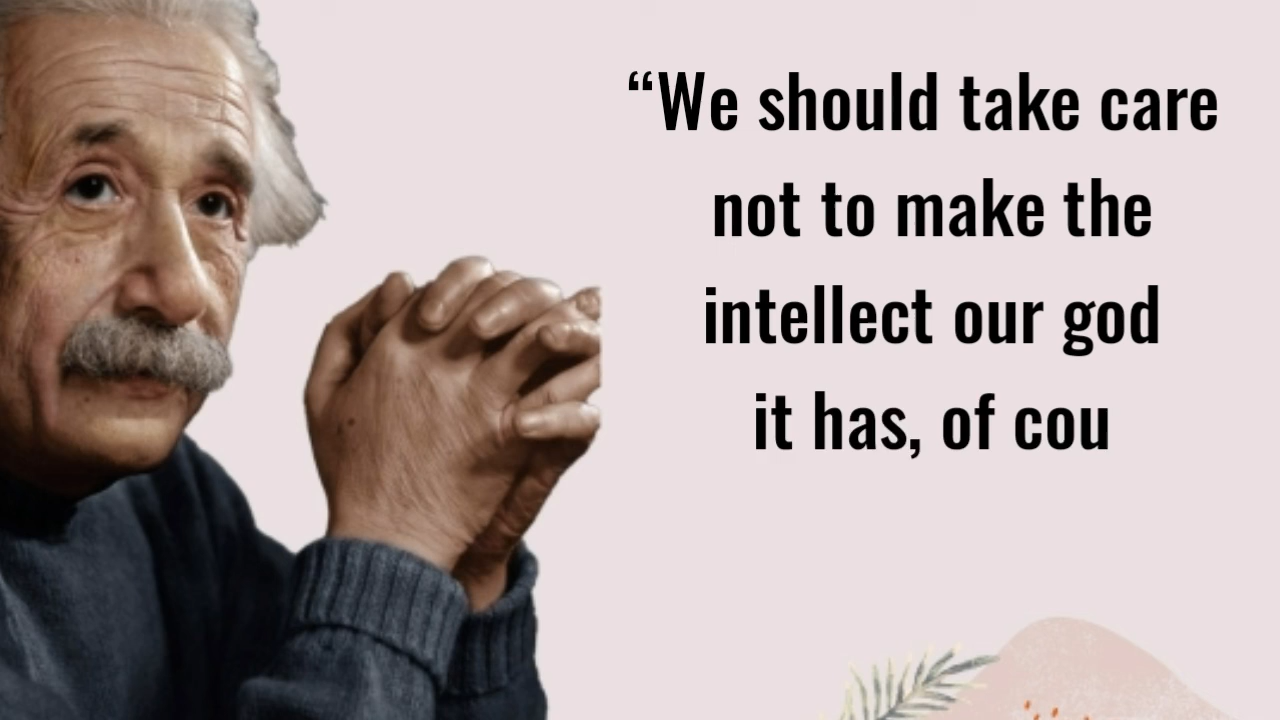 “We should take care
not to make the
intellect our god
it has, of cou